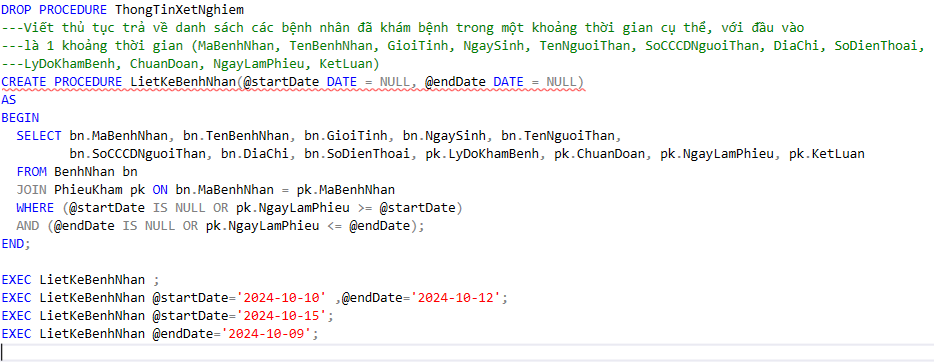 DROP PROCEDURE ThongTinXetNghiem
---Viết thủ tục trả về danh sách các bệnh nhân đã khám bệnh trong một khoảng thời gian cụ thể, với đầu vào
---là 1 khoảng thời gian (MaBenhNhan, TenBenhNhan, GioiTinh, NgaySinh, TenNguoiThan, SoCCCDNguoiThan, DiaChi, SoDienThoai,
---LyDoKhamBenh, ChuanDoan, NgayLamPhieu, KetLuan)
CREATE PROCEDURE LietKeBenhNhan(@startDate DATE = NULL, @endDate DATE = NULL)
AS
BEGIN
SELECT bn.MaBenhNhan, bn.TenBenhNhan, bn.GioiTinh, bn.NgaySinh, bn.TenNguoiThan,
bn.SoCCCDNguoiThan, bn.DiaChi, bn.SoDienThoai, pk.LyDoKhamBenh, pk.ChuanDoan, pk.NgayLamPhieu, pk.KetLuan
FROM BenhNhan bn
JOIN PhieuKham pk ON bn.MaBenhNhan = pk.MaBenhNhan
WHERE (@startDate IS NULL OR pk.NgayLamPhieu >= @startDate)
AND (@endDate IS NULL OR pk.NgayLamPhieu <= @endDate);
END;
EXEC LietKeBenhNhan ;
EXEC LietKeBenhNhan @startDate='2024-10-10' ,@endDate='2024-10-12';
EXEC LietKeBenhNhan @startDate='2024-10-15';
EXEC LietKeBenhNhan @endDate='2024-10-09';